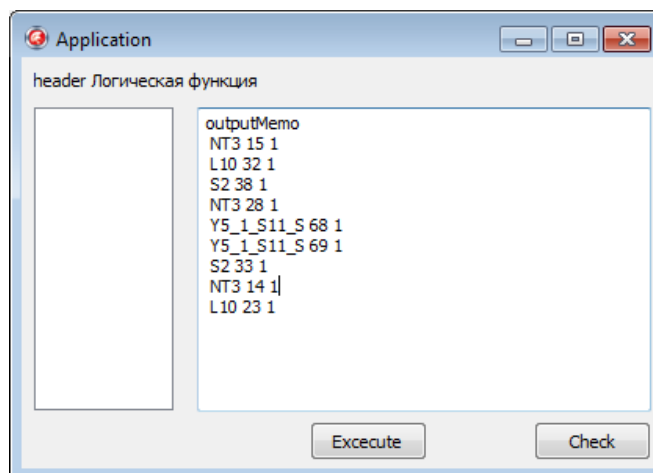 Application
header Логическая функция
outputMemo
NT3 15 1
L10 32 1
S2 38 1
NT3 28 1
Y5_1_S11_S 68 1
Y5_1_S11_S 69 1
S2 33 1
NT3 14 1
L10 23 1
Excecute
Check